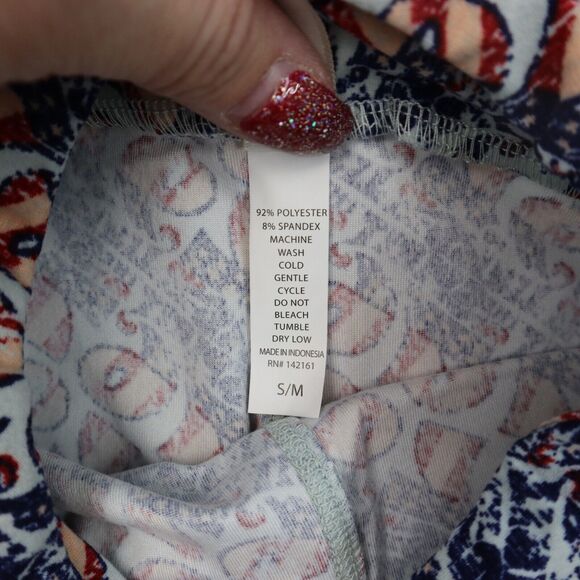 92% POLYESTER
8% SPANDEX
MACHINE
WASH
COLD
GENTLE
CYCLE
DO NOT
BLEACH
TUMBLE
DRY LOW
MADE IN INDONESIA
RN# 142161
S/M